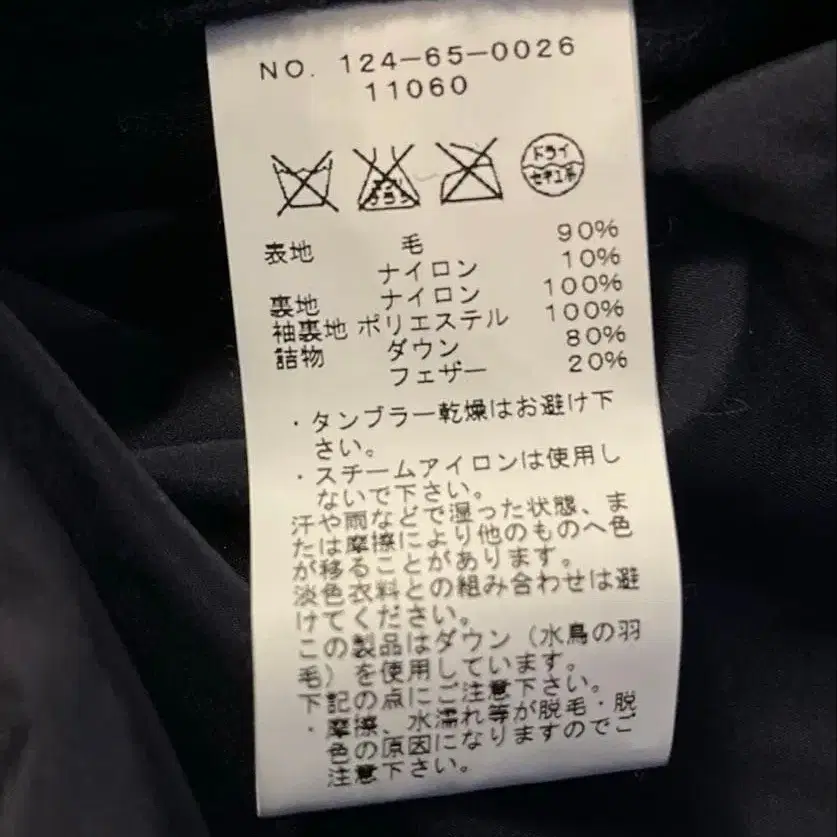 NO. 124-65-0026
11060
ドライ
セキユ系
表地 毛 90%
ナイロン 10%
裏地 ナイロン 100%
袖裏地 ポリエステル 100%
詰物 ダウン 80%
フェザー 20%
・タンブラー乾燥はお避け下
さい。
・スチームアイロンは使用し
ないで下さい。
汗や雨などで湿った状態、ま
たは摩擦により他のものへ色
が移ることがあります。
淡色衣料との組み合わせは避
けてください。
この製品はダウン（水鳥の羽
毛）を使用しています。
下記の点にご注意下さい。
・摩擦、水濡れ等が脱毛・脱
色の原因になりますのでご
注意下さい。